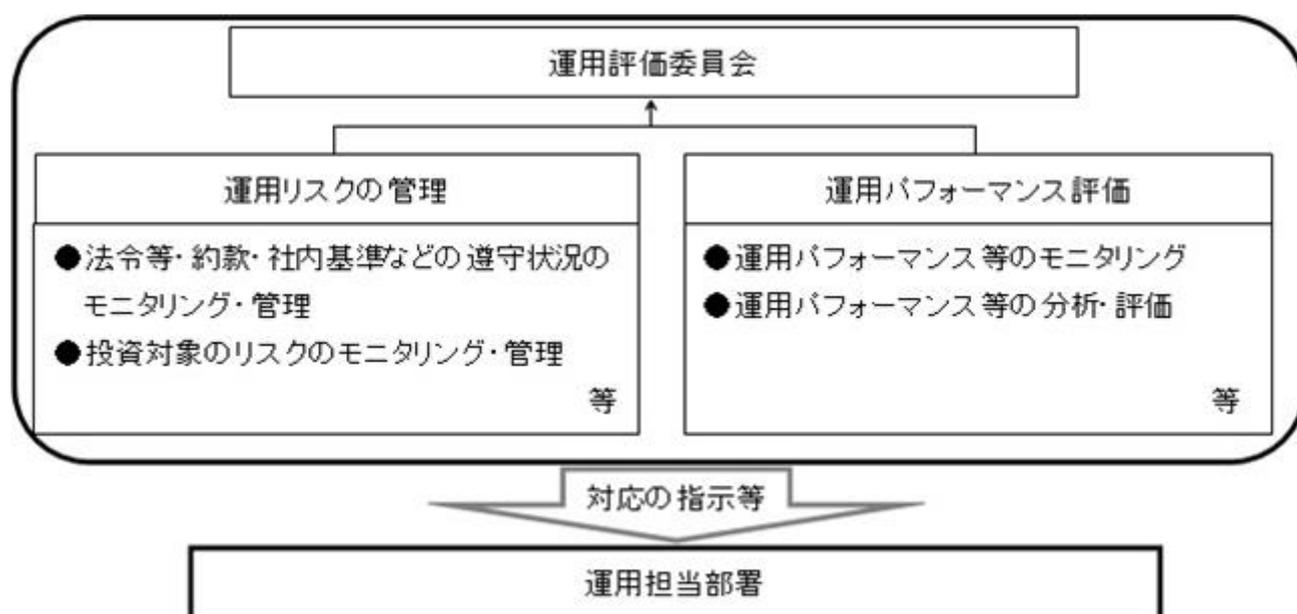 運用評価委員会
運用リスクの管理
●法令等・約款・社内基準などの遵守状況の
モニタリング・管理
●投資対象のリスクのモニタリング・管理
等
運用パフォーマンス評価
●運用パフォーマンス等のモニタリング
●運用パフォーマンス等の分析・評価
等
対応の指示等
運用担当部署